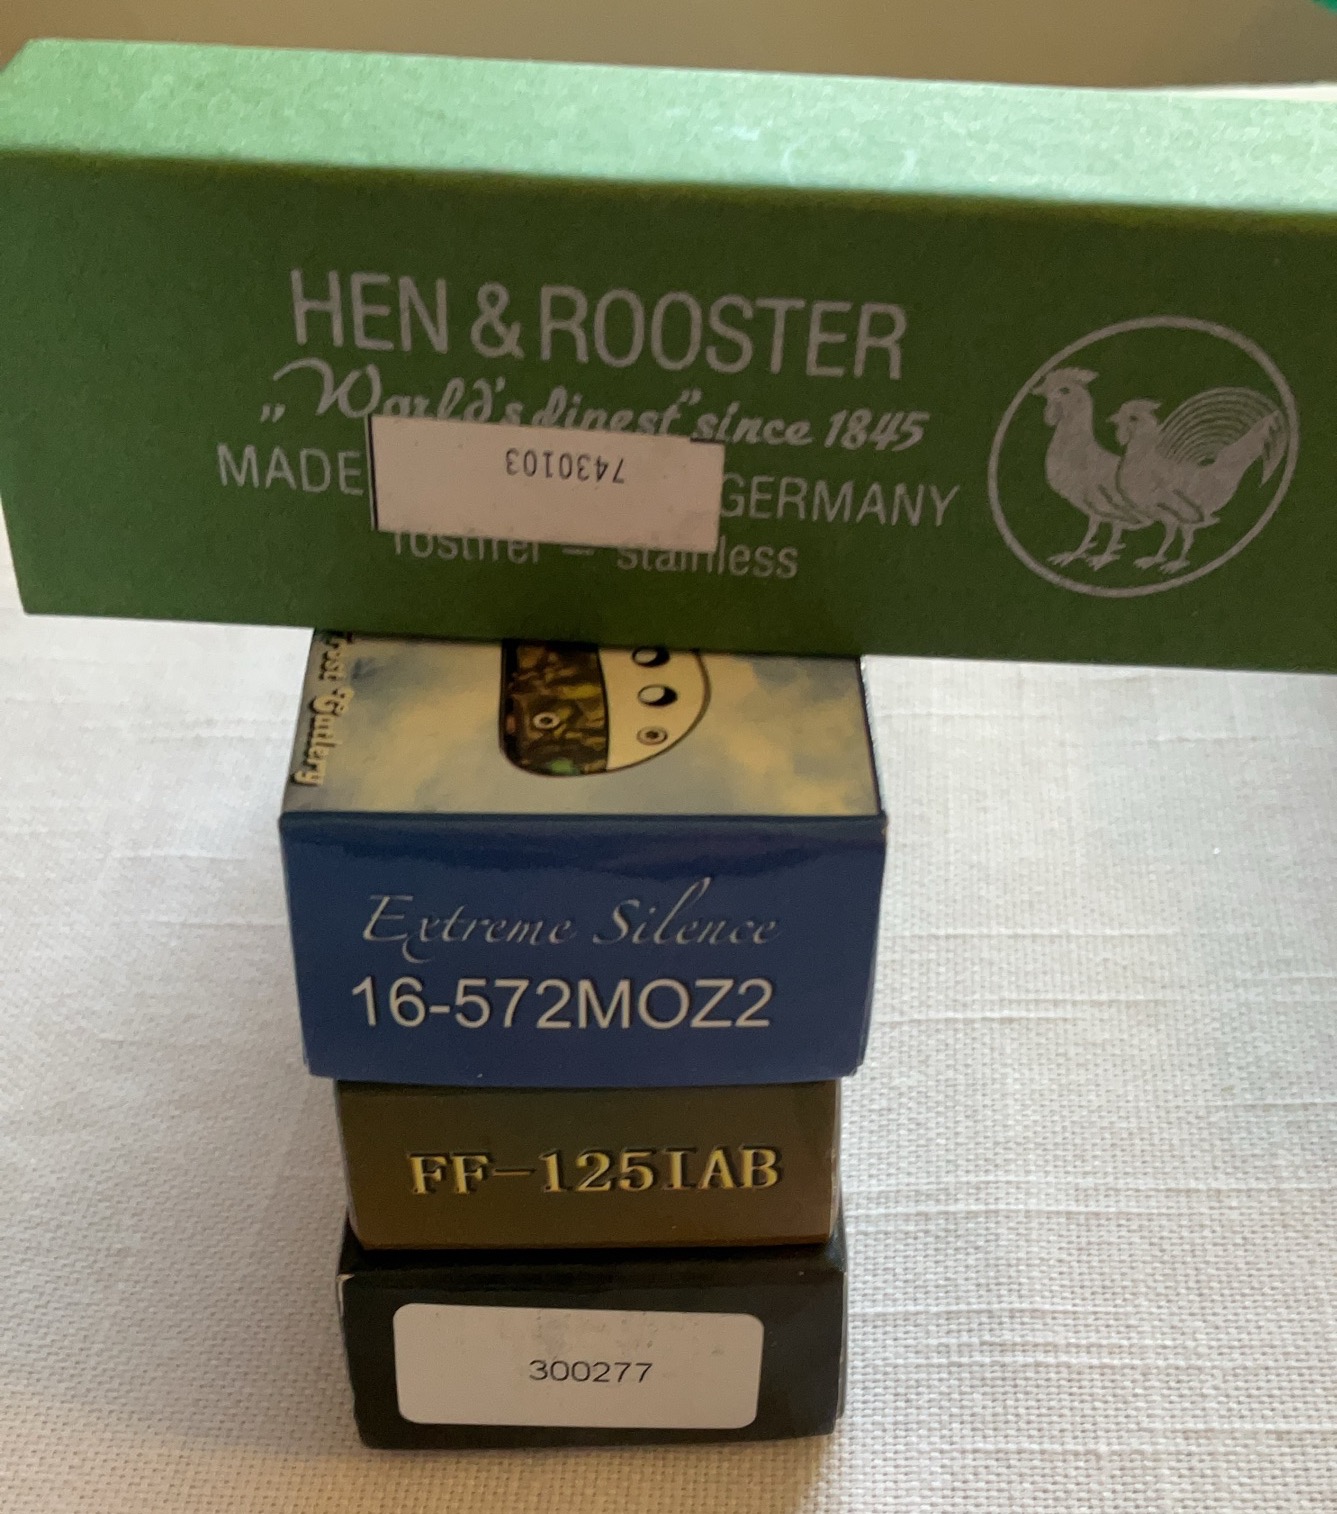 HEN & ROOSTER
„World's finest" since 1845
MADE GERMANY
7430103
rostfrei — stainless
Frost Cutlery
Extreme Silence
16-572MOZ2
FF-125IAB
300277